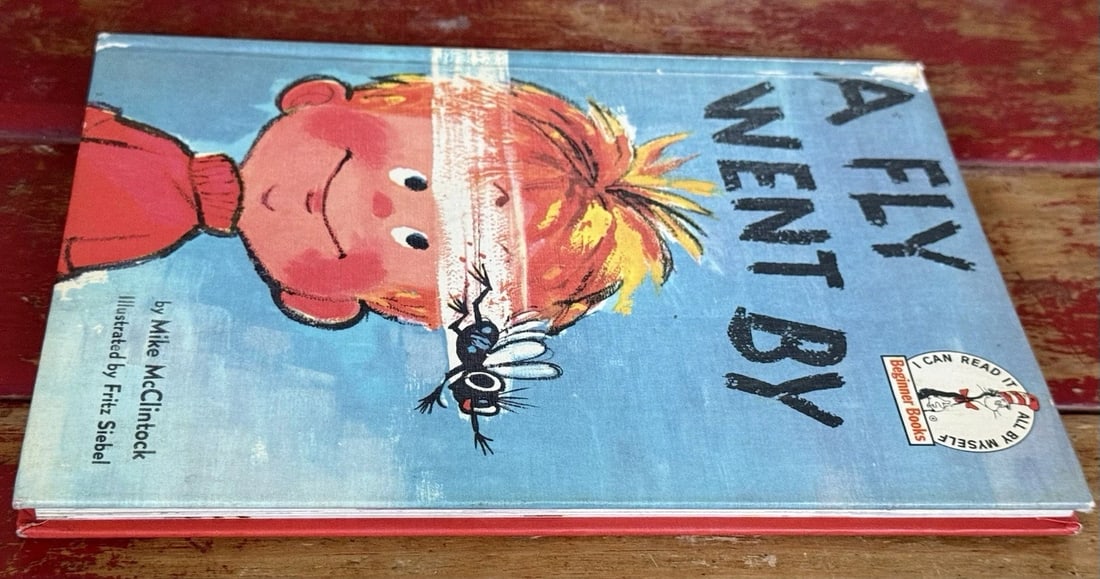 A FLY
WENT BY
I CAN READ IT ALL BY MYSELF
Beginner Books
®
by Mike McClintock
Illustrated by Fritz Siebel